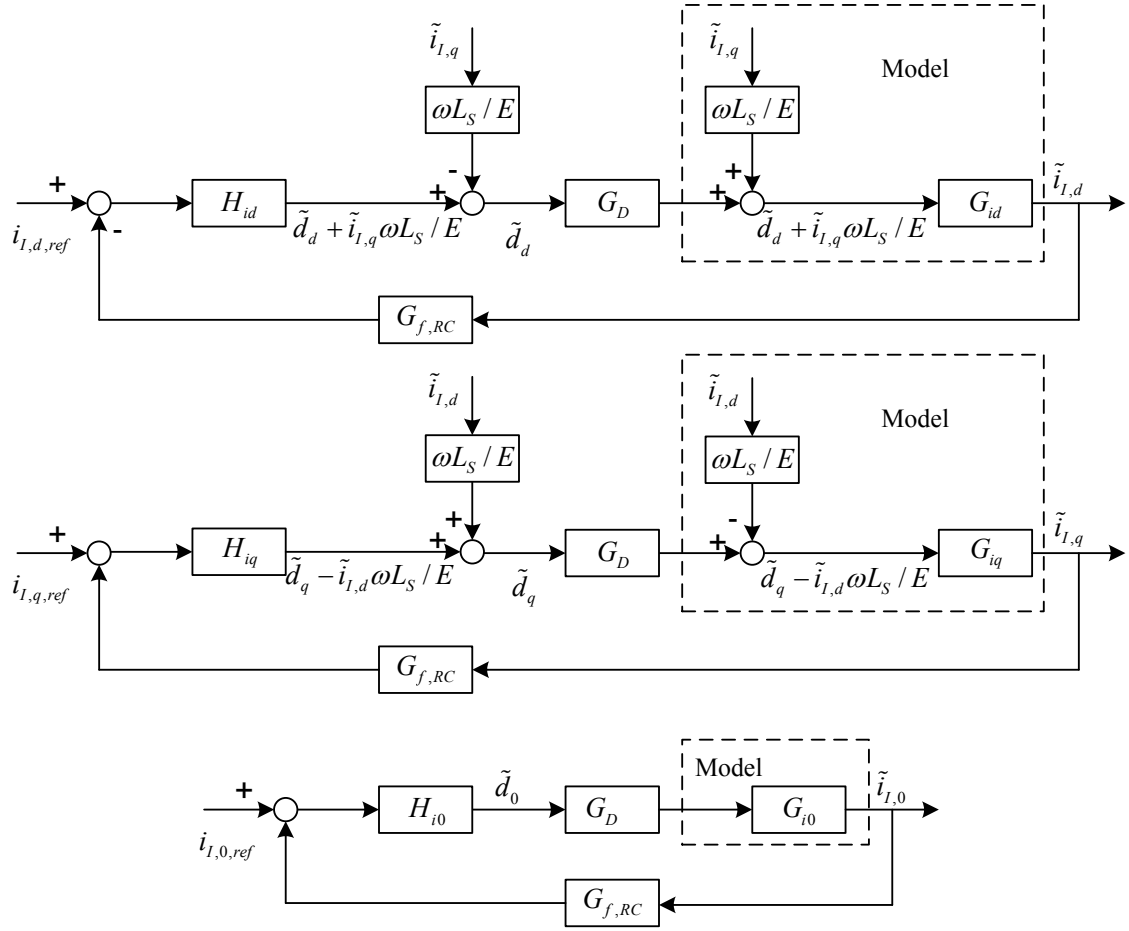 ĩ_{I,q} ĩ_{I,q} Model
ωL_S / E ωL_S / E
+ - + ĩ_{I,d}
H_{id} + G_D + G_{id}
i_{I,d,ref} - d̃_d + ĩ_{I,q} ωL_S / E d̃_d d̃_d + ĩ_{I,q} ωL_S / E
G_{f,RC}
ĩ_{I,d} ĩ_{I,d} Model
ωL_S / E ωL_S / E
+ + - ĩ_{I,q}
H_{iq} + G_D + G_{iq}
i_{I,q,ref} d̃_q − ĩ_{I,d} ωL_S / E d̃_q d̃_q − ĩ_{I,d} ωL_S / E
G_{f,RC}
+ d̃_0 Model ĩ_{I,0}
H_{i0} G_D G_{i0}
i_{I,0,ref}
G_{f,RC}